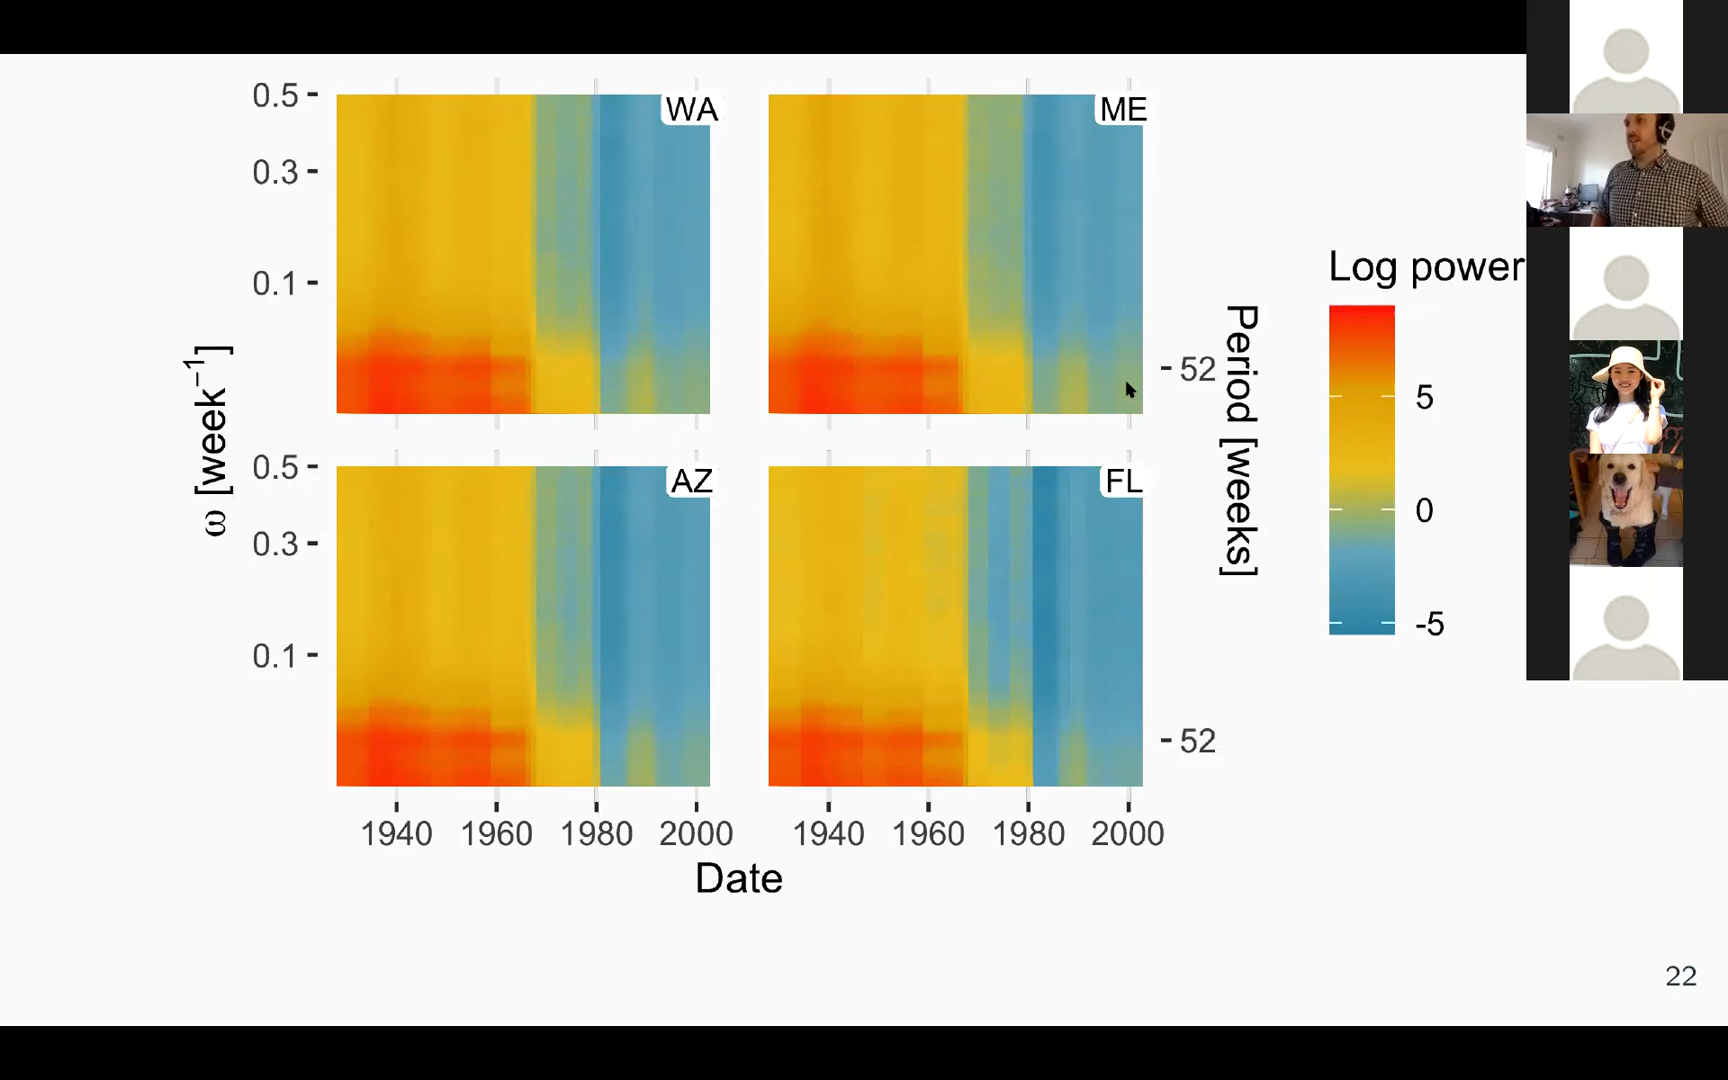 0.5
0.3
0.1
WA
ME
52
ω [week⁻¹]
Period [weeks]
0.5
0.3
0.1
AZ
FL
52
1940 1960 1980 2000
1940 1960 1980 2000
Date
Log power
5
0
-5
22